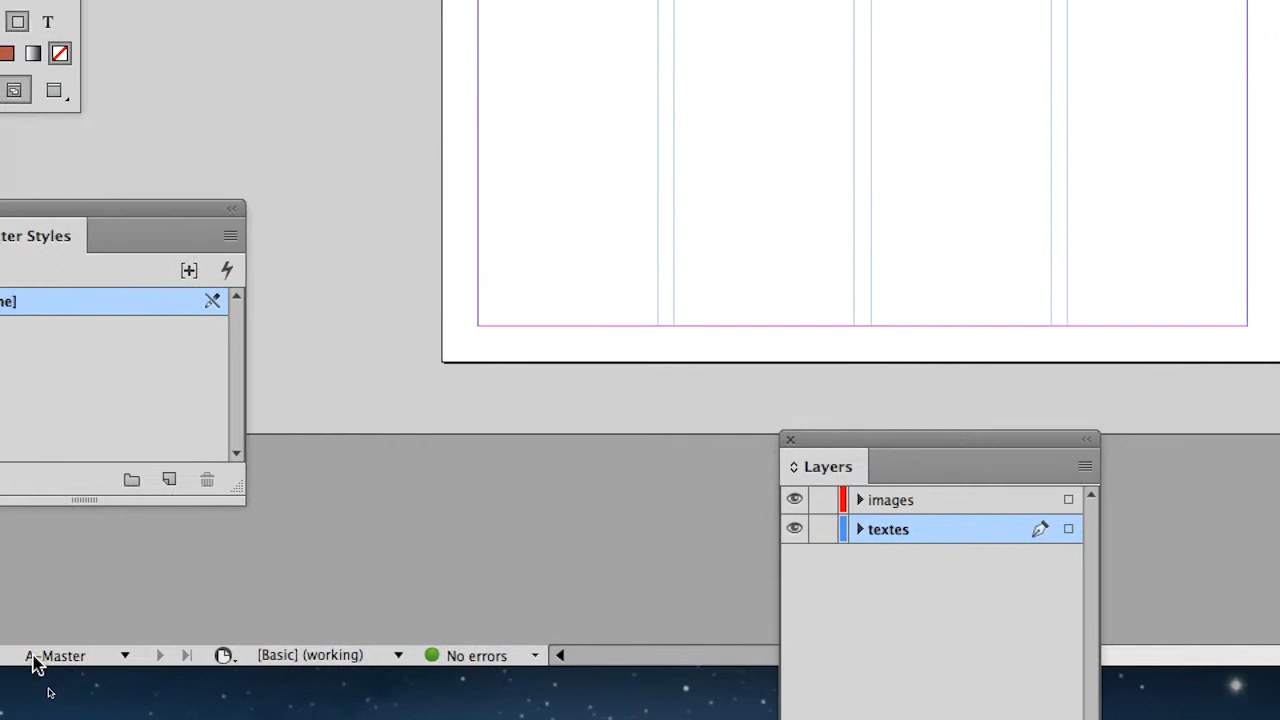 T
ter Styles
ne]
Layers
images
textes
A-Master
[Basic] (working)
No errors